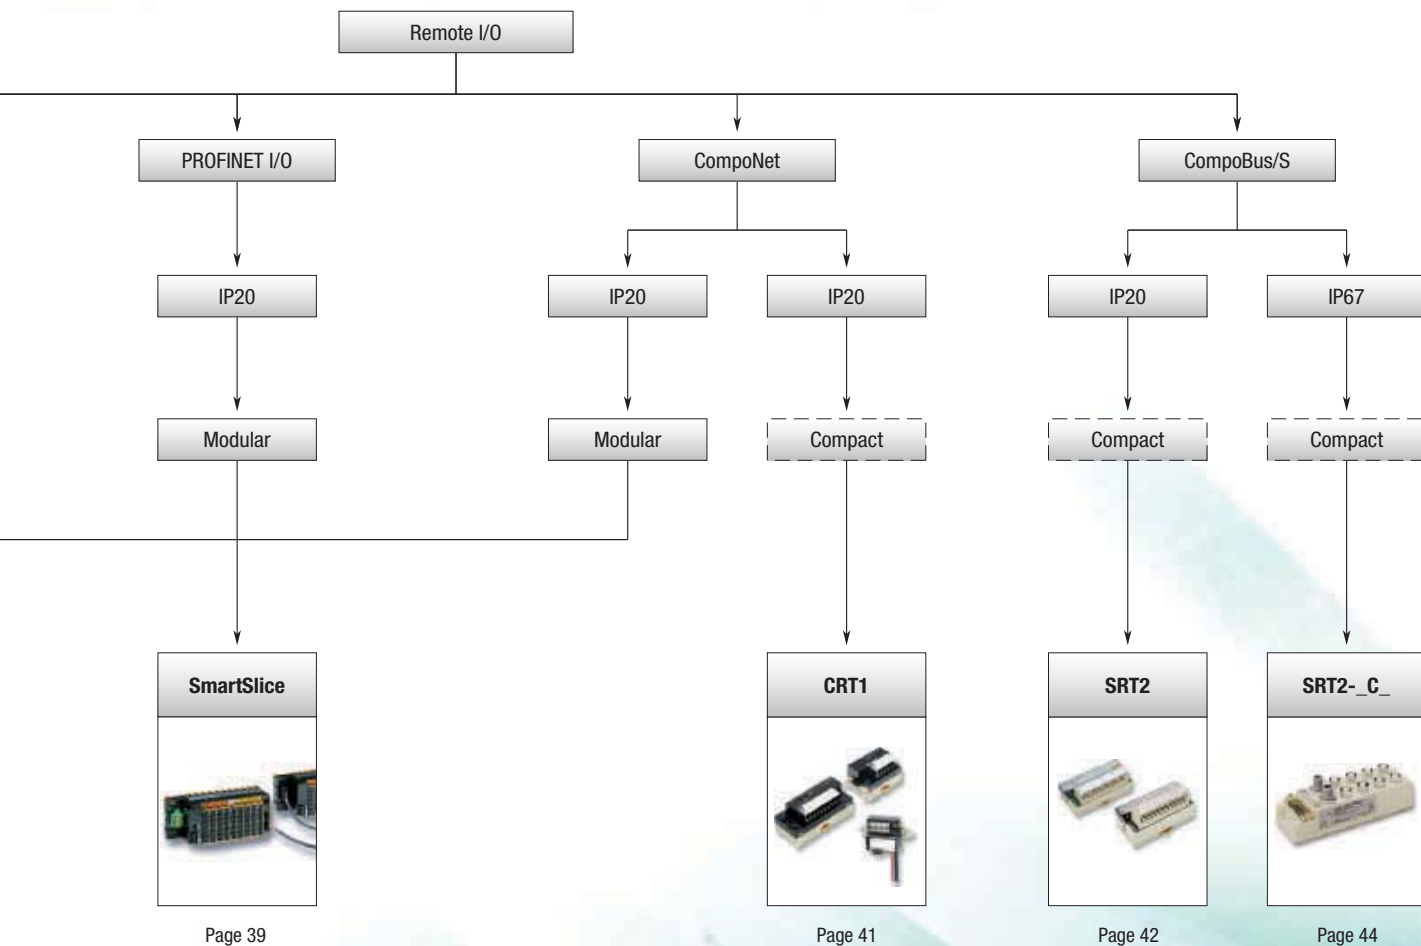 Remote I/O
PROFINET I/O
CompoNet
CompoBus/S
IP20
IP20
IP20
IP20
IP67
Modular
Modular
Compact
Compact
Compact
SmartSlice
CRT1
SRT2
SRT2-_C_
Page 39
Page 41
Page 42
Page 44